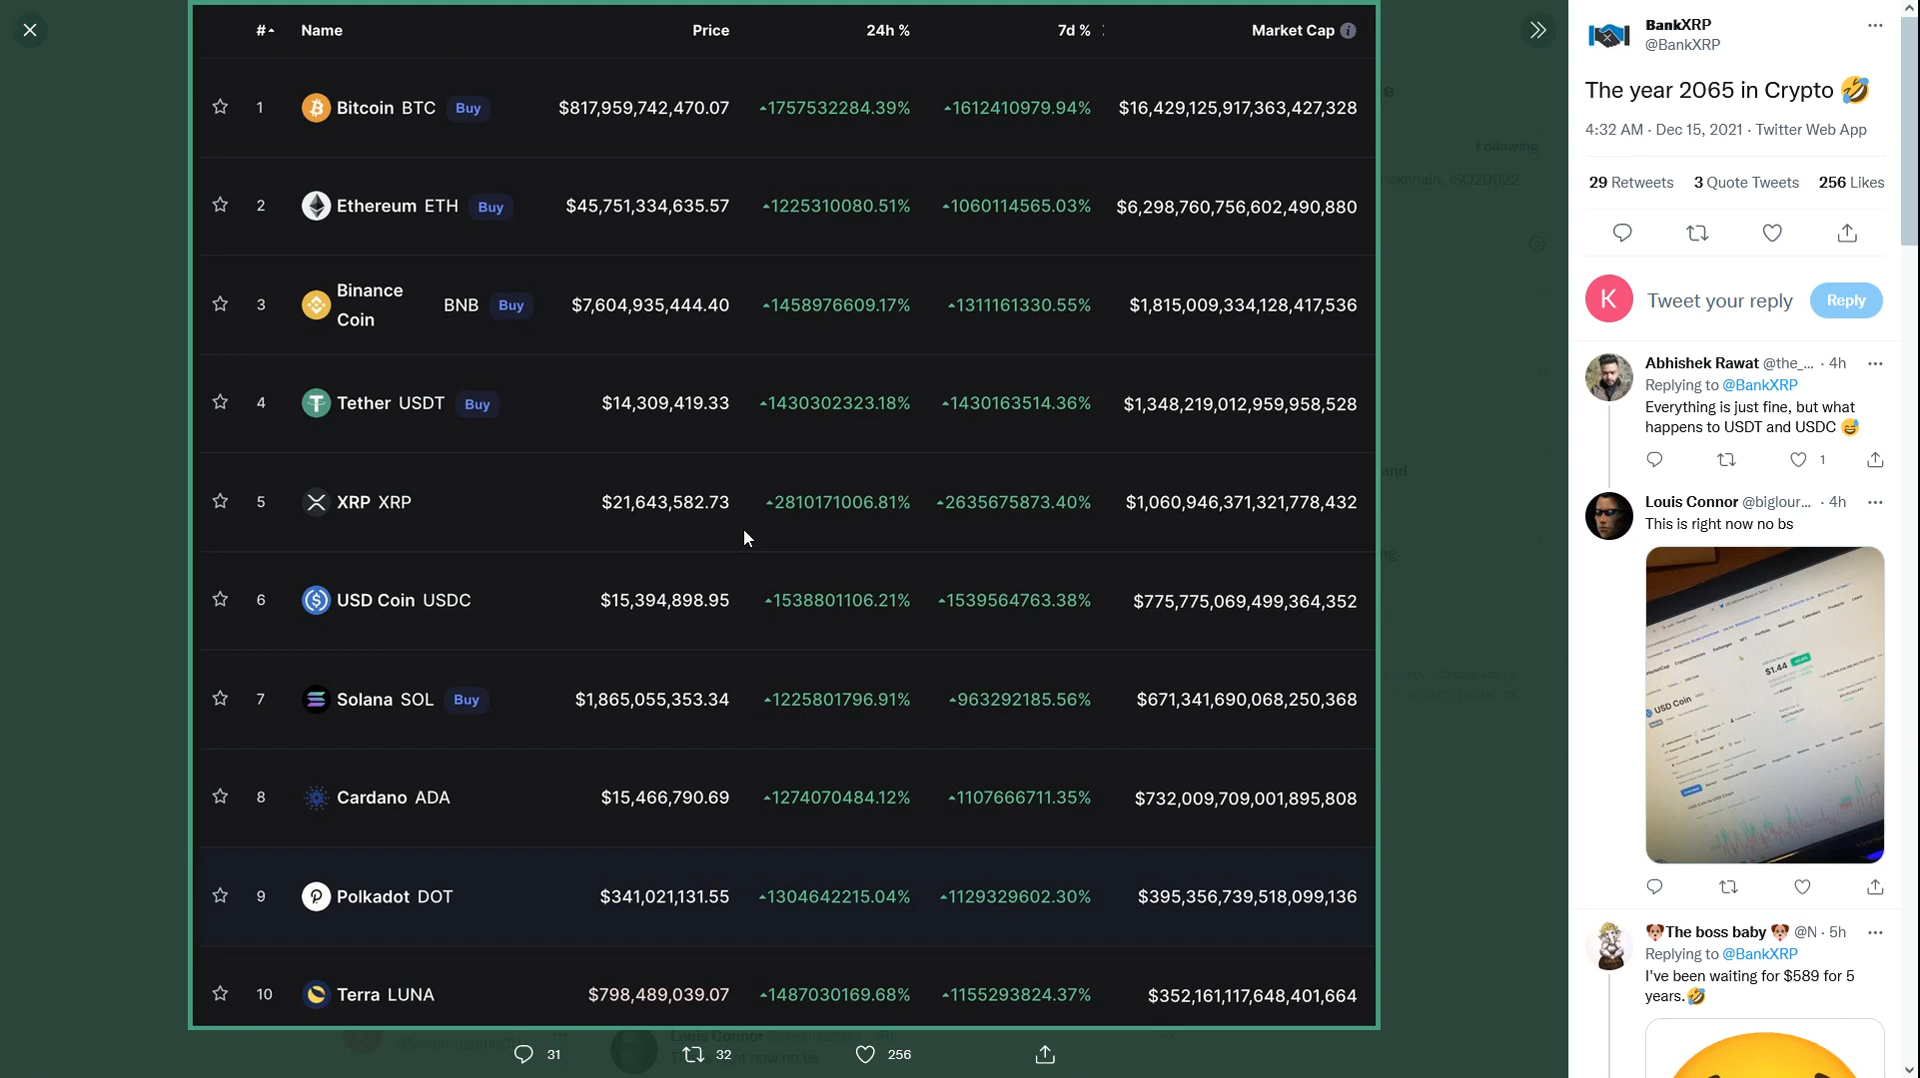 # Name Price 24h % 7d % Market Cap
1 Bitcoin BTC Buy $817,959,742,470.07 1757532284.39% 1612410979.94% $16,429,125,917,363,427,328
2 Ethereum ETH Buy $45,751,334,635.57 1225310080.51% 1060114565.03% $6,298,760,756,602,490,880
3 Binance Coin BNB Buy $7,604,935,444.40 1458976609.17% 1311161330.55% $1,815,009,334,128,417,536
4 Tether USDT Buy $14,309,419.33 1430302323.18% 1430163514.36% $1,348,219,012,959,958,528
5 XRP XRP $21,643,582.73 2810171006.81% 2635675873.40% $1,060,946,371,321,778,432
6 USD Coin USDC $15,394,898.95 1538801106.21% 1539564763.38% $775,775,069,499,364,352
7 Solana SOL Buy $1,865,055,353.34 1225801796.91% 963292185.56% $671,341,690,068,250,368
8 Cardano ADA $15,466,790.69 1274070484.12% 1107666711.35% $732,009,709,001,895,808
9 Polkadot DOT $341,021,131.55 1304642215.04% 1129329602.30% $395,356,739,518,099,136
10 Terra LUNA $798,489,039.07 1487030169.68% 1155293824.37% $352,161,117,648,401,664
31 32 256
Following
ISO20022
Louis Connor
BankXRP
@BankXRP
The year 2065 in Crypto 🤣
4:32 AM · Dec 15, 2021 · Twitter Web App
29 Retweets 3 Quote Tweets 256 Likes
K Tweet your reply Reply
Abhishek Rawat @the_... · 4h
Replying to @BankXRP
Everything is just fine, but what
happens to USDT and USDC 😅
1
Louis Connor @biglour... · 4h
This is right now no bs
$1.44
USD Coin
🐶The boss baby 🐶 @N · 5h
Replying to @BankXRP
I've been waiting for $589 for 5
years.🤣